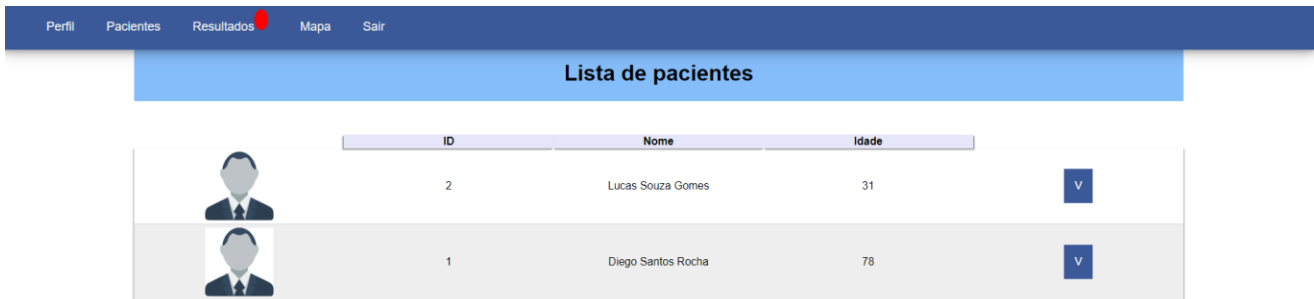 Perfil Pacientes Resultados Mapa Sair
Lista de pacientes
ID Nome Idade
2 Lucas Souza Gomes 31 V
1 Diego Santos Rocha 78 V